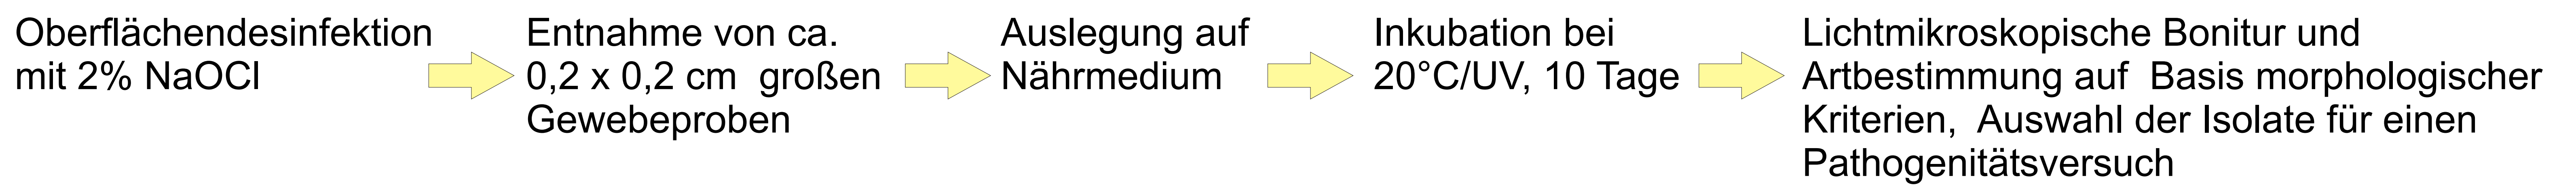 Oberflächendesinfektion
mit 2% NaOCl
Entnahme von ca.
0,2 x 0,2 cm großen
Gewebeproben
Auslegung auf
Nährmedium
Inkubation bei
20°C/UV, 10 Tage
Lichtmikroskopische Bonitur und
Artbestimmung auf Basis morphologischer
Kriterien, Auswahl der Isolate für einen
Pathogenitätsversuch